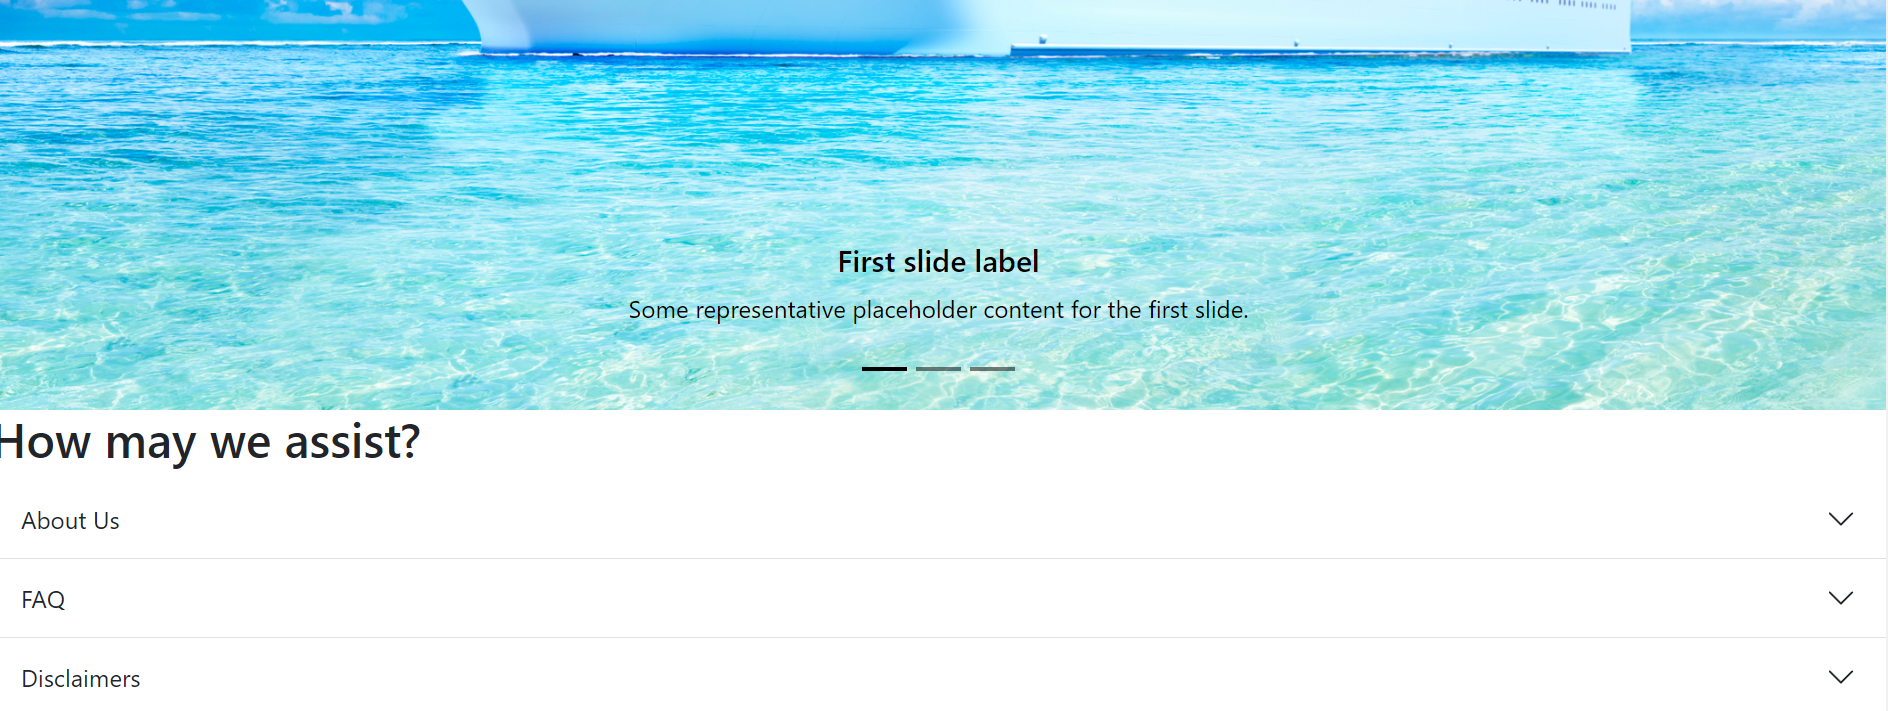 First slide label
Some representative placeholder content for the first slide.
How may we assist?
About Us
FAQ
Disclaimers